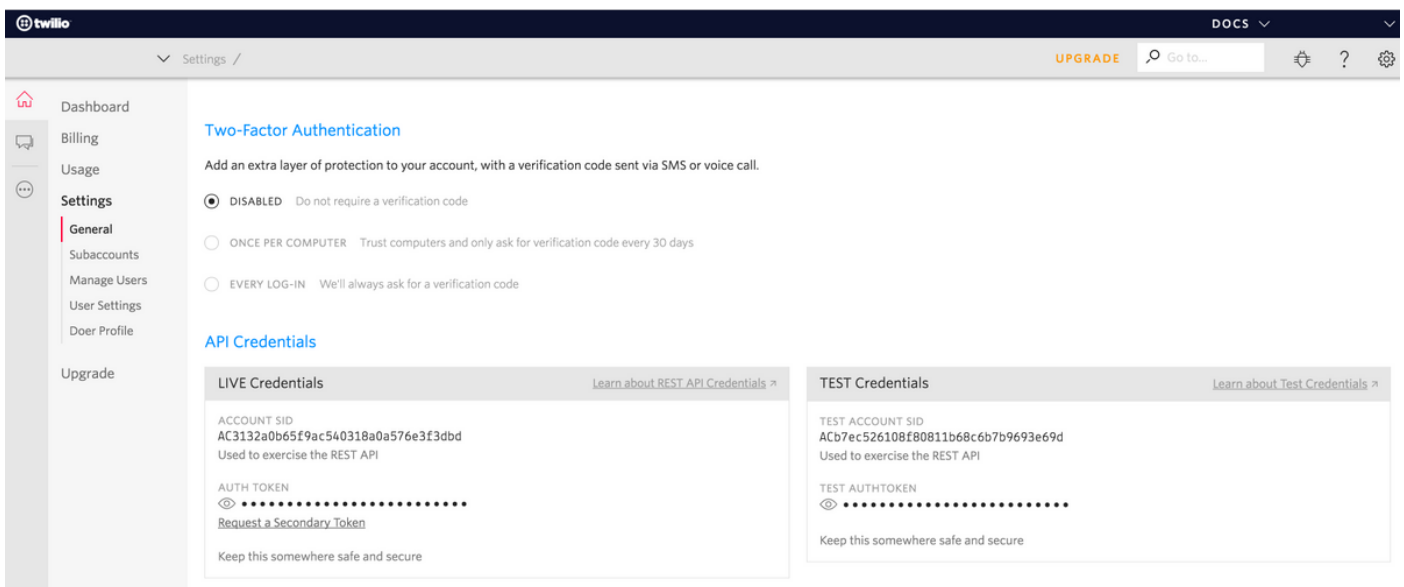 twilio
DOCS
Settings /
UPGRADE
Go to...
?
Dashboard
Billing
Usage
Settings
General
Subaccounts
Manage Users
User Settings
Doer Profile
Upgrade
Two-Factor Authentication
Add an extra layer of protection to your account, with a verification code sent via SMS or voice call.
DISABLED Do not require a verification code
ONCE PER COMPUTER Trust computers and only ask for verification code every 30 days
EVERY LOG-IN We'll always ask for a verification code
API Credentials
LIVE Credentials Learn about REST API Credentials
ACCOUNT SID
AC3132a0b65f9ac540318a0a576e3f3dbd
Used to exercise the REST API
AUTH TOKEN
Request a Secondary Token
Keep this somewhere safe and secure
TEST Credentials Learn about Test Credentials
TEST ACCOUNT SID
ACb7ec526108f80811b68c6b7b9693e69d
Used to exercise the REST API
TEST AUTHTOKEN
Keep this somewhere safe and secure